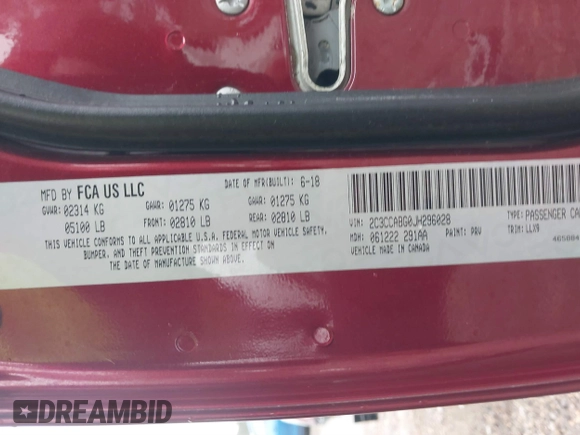 MFD BY FCA US LLC
DATE OF MFR(BUILT): 6-18
GVWR: 02314 KG
GAWR: 01275 KG
GAWR: 01275 KG
05100 LB
FRONT: 02810 LB
REAR: 02810 LB
THIS VEHICLE CONFORMS TO ALL APPLICABLE U.S.A. FEDERAL MOTOR VEHICLE SAFETY,
BUMPER, AND THEFT PREVENTION STANDARDS IN EFFECT ON
THE DATE OF MANUFACTURE SHOWN ABOVE.
VIN: 2C3CCABG0JH296028
TYPE: PASSENGER CA
MDH: 061222 291AA
PAINT: PRV
TRIM: LLX9
VEHICLE MADE IN CANADA
465884
DREAMBID